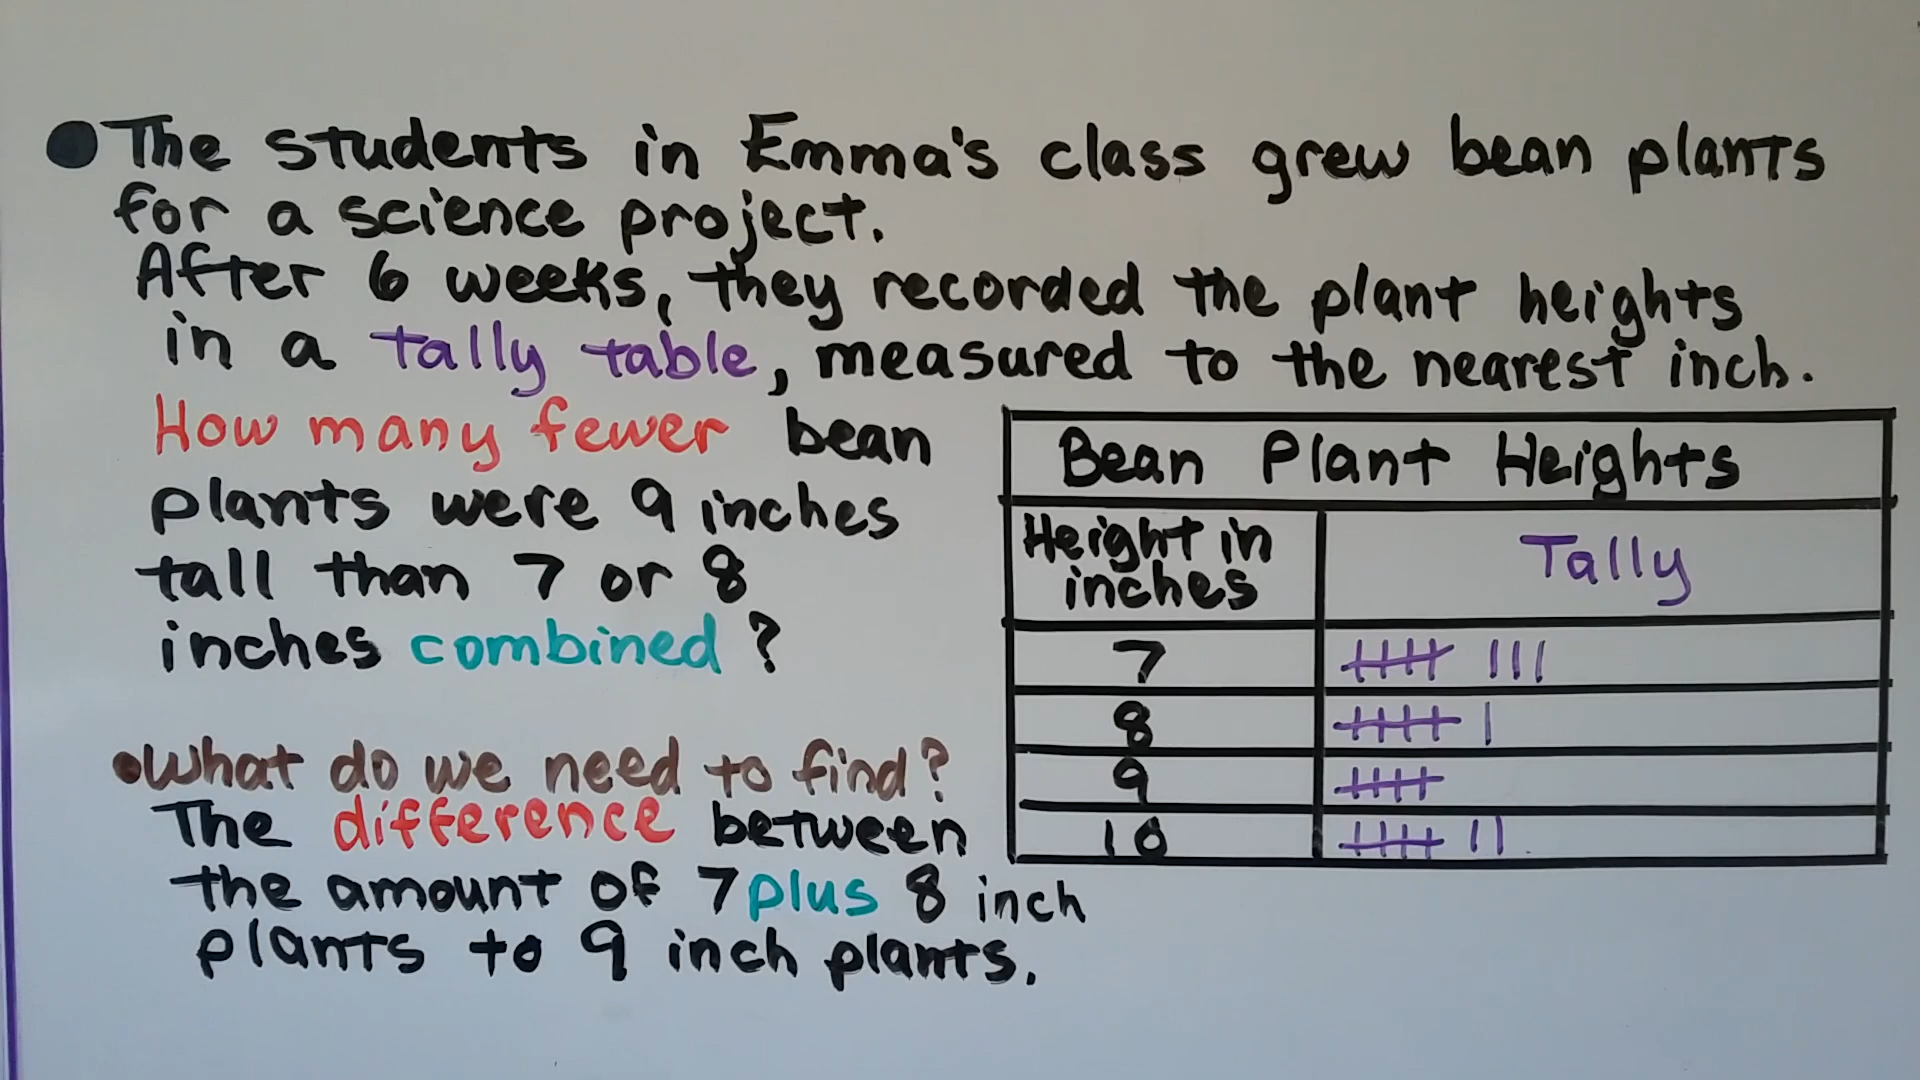 The students in Emma's class grew bean plants
for a science project.
After 6 weeks, they recorded the plant heights
in a tally table, measured to the nearest inch.
How many fewer bean
plants were 9 inches
tall than 7 or 8
inches combined?
What do we need to find?
The difference between
the amount of 7 plus 8 inch
plants to 9 inch plants.
Bean Plant Heights
Height in
inches
Tally
7 𝍸 |||
8 𝍸 |
9 𝍸
10 𝍸 ||